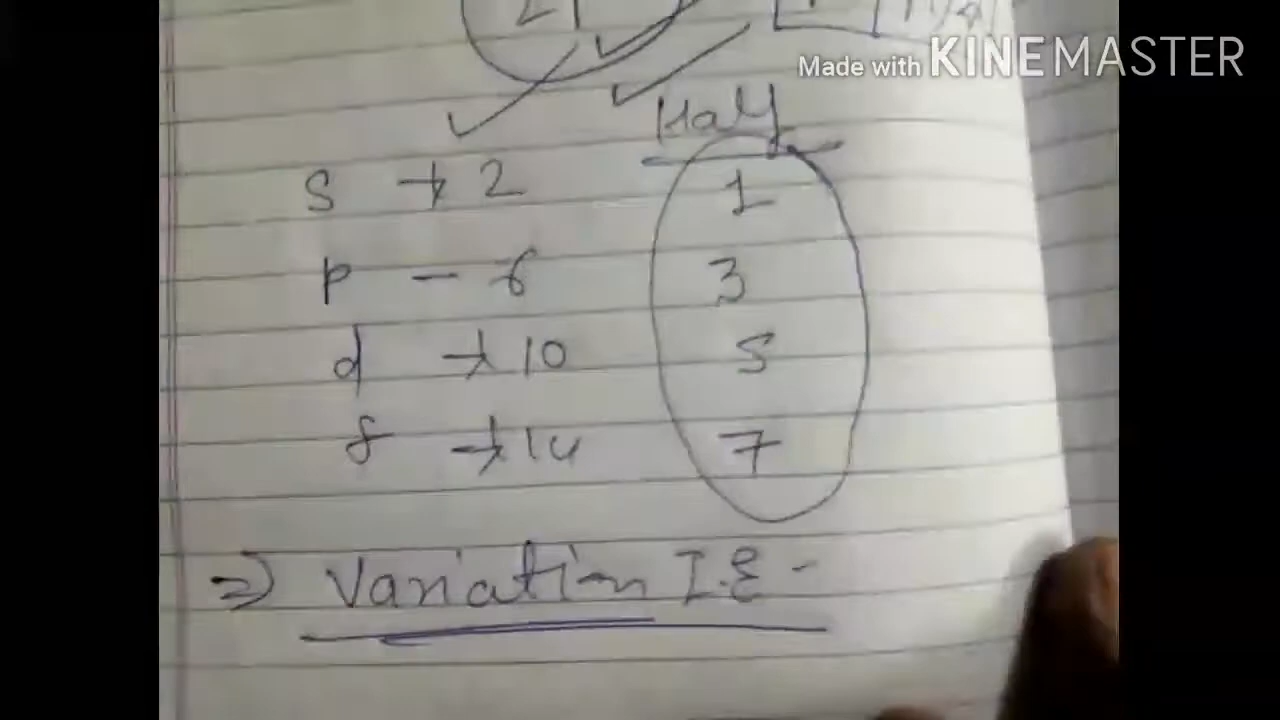 Made with KINEMASTER
Half
S → 2 1
p - 6 3
d → 10 5
f → 14 7
⇒ Variation I.E -